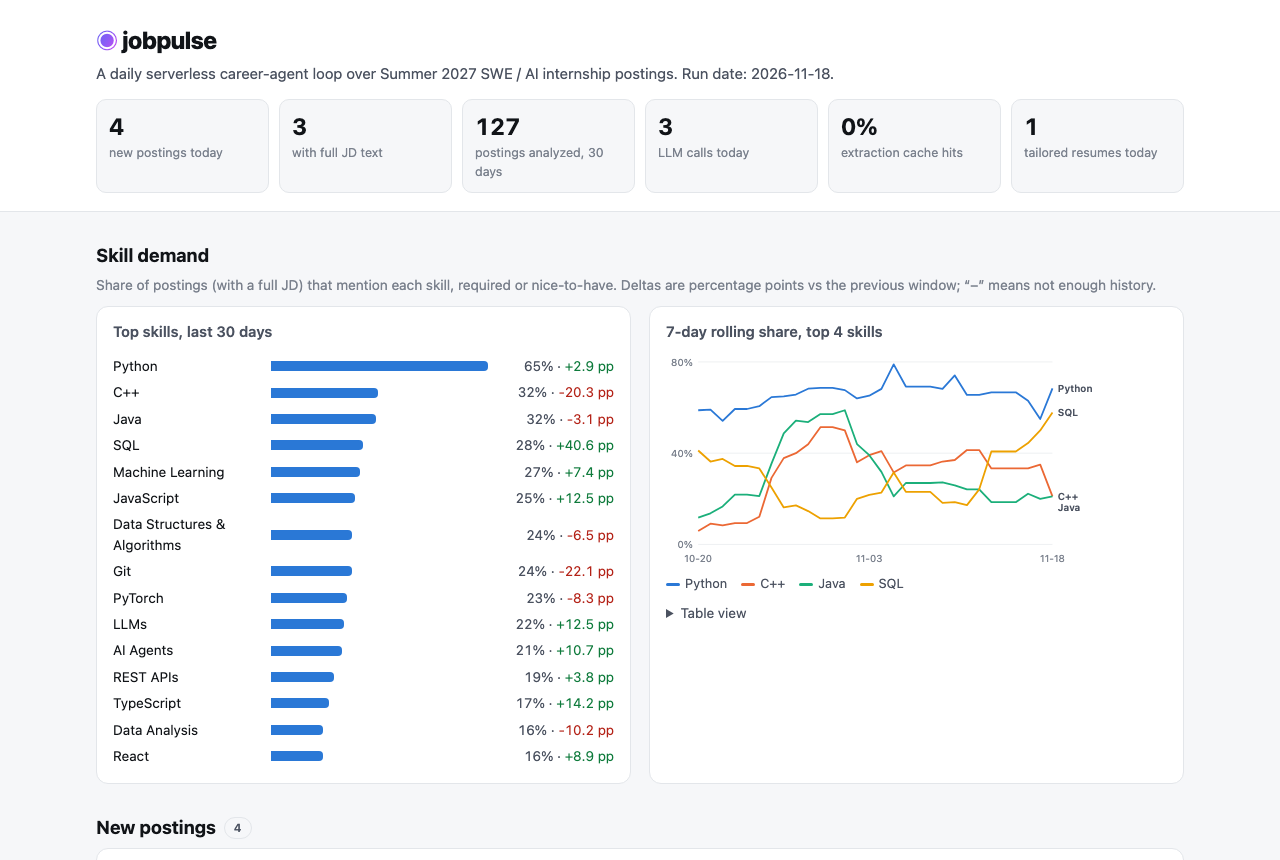 jobpulse
A daily serverless career-agent loop over Summer 2027 SWE / AI internship postings. Run date: 2026-11-18.
4
new postings today
3
with full JD text
127
postings analyzed, 30
days
3
LLM calls today
0%
extraction cache hits
1
tailored resumes today
Skill demand
Share of postings (with a full JD) that mention each skill, required or nice-to-have. Deltas are percentage points vs the previous window; “–” means not enough history.
Top skills, last 30 days
Python 65% · +2.9 pp
C++ 32% · -20.3 pp
Java 32% · -3.1 pp
SQL 28% · +40.6 pp
Machine Learning 27% · +7.4 pp
JavaScript 25% · +12.5 pp
Data Structures &
Algorithms 24% · -6.5 pp
Git 24% · -22.1 pp
PyTorch 23% · -8.3 pp
LLMs 22% · +12.5 pp
AI Agents 21% · +10.7 pp
REST APIs 19% · +3.8 pp
TypeScript 17% · +14.2 pp
Data Analysis 16% · -10.2 pp
React 16% · +8.9 pp
7-day rolling share, top 4 skills
80%
Python
SQL
40%
C++
Java
0%
10-20 11-03 11-18
Python C++ Java SQL
▶ Table view
New postings 4